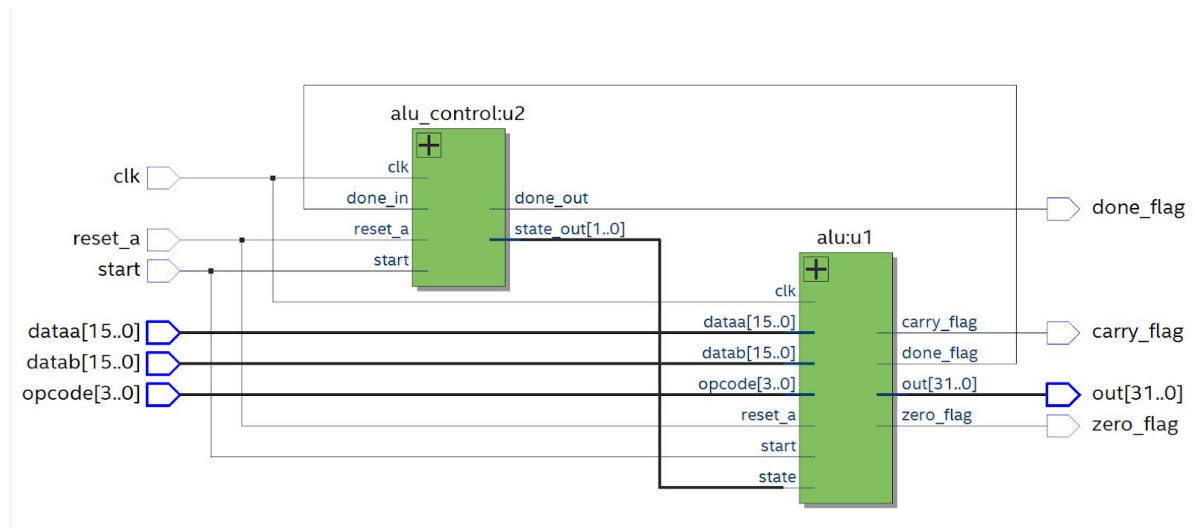 alu_control:u2
clk
clk
done_in
done_out
done_flag
reset_a
reset_a
state_out[1..0]
start
start
alu:u1
clk
dataa[15..0]
dataa[15..0]
carry_flag
carry_flag
datab[15..0]
datab[15..0]
done_flag
opcode[3..0]
opcode[3..0]
out[31..0]
out[31..0]
reset_a
zero_flag
zero_flag
start
state